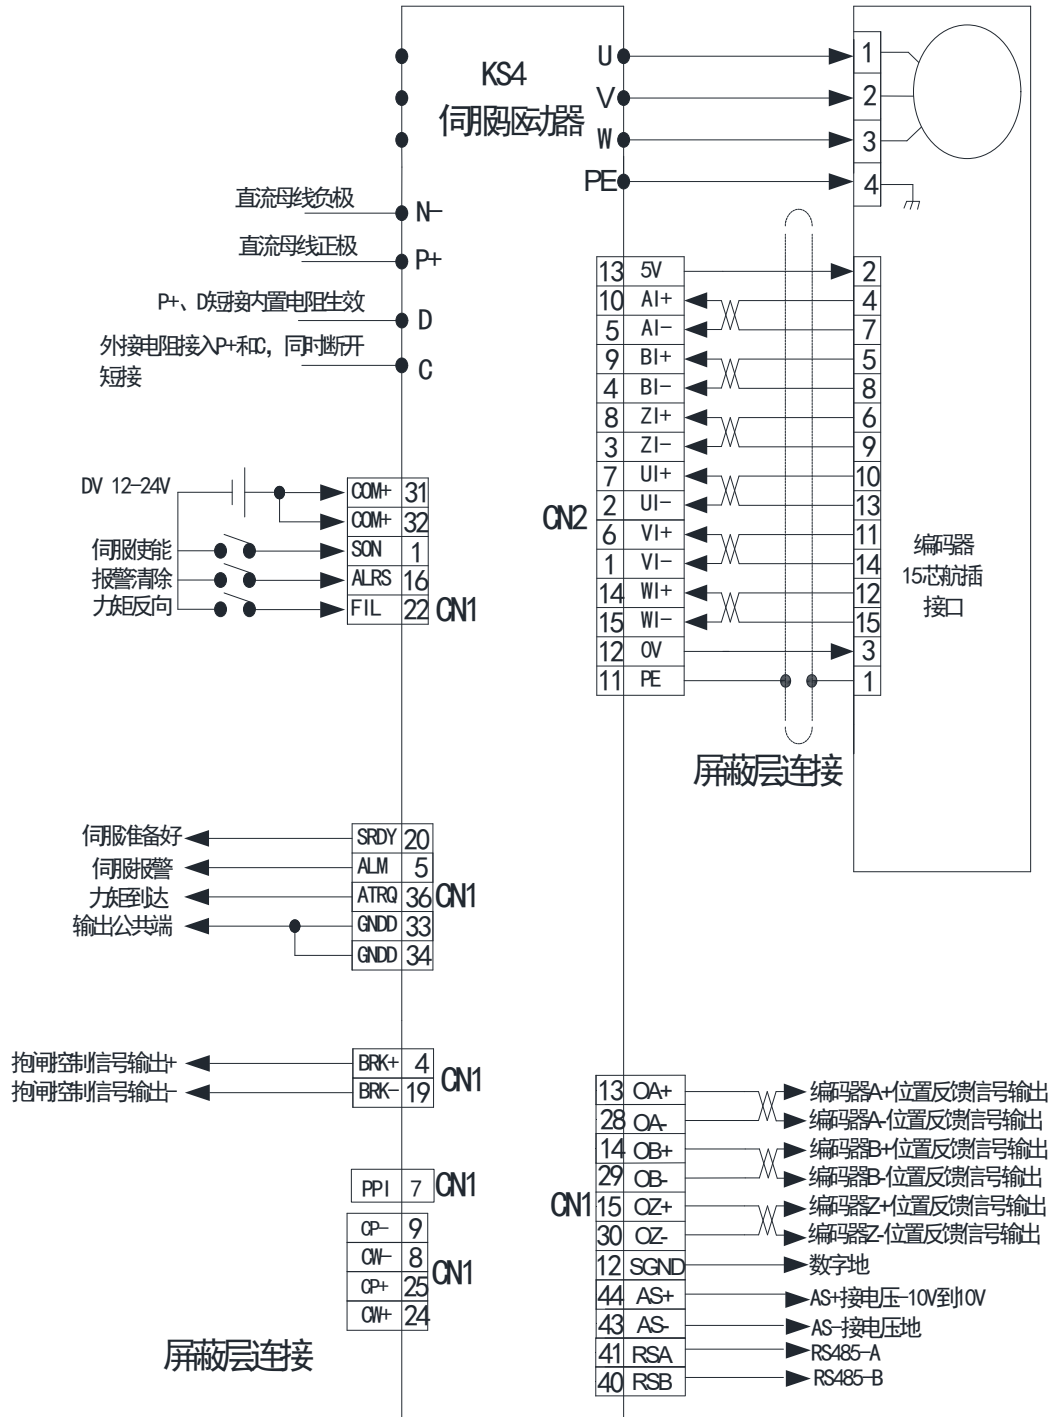 KS4
伺服驱动器
U
V
W
PE
1
2
3
4
直流母线负极
N-
直流母线正极
P+
P+、D短接内置电阻生效
D
外接电阻接入P+和C，同时断开
短接
C
13 5V 2
10 AI+ 4
5 AI- 7
9 BI+ 5
4 BI- 8
8 ZI+ 6
3 ZI- 9
7 UI+ 10
2 UI- 13
6 VI+ 11
1 VI- 14
14 WI+ 12
15 WI- 15
12 0V 3
11 PE 1
CN2
编码器
15芯航插
接口
屏蔽层连接
DV 12-24V
COM+ 31
COM+ 32
伺服使能 SON 1
报警清除 ALRS 16
力矩反向 FIL 22
CN1
伺服准备好 SRDY 20
伺服报警 ALM 5
力矩到达 ATRQ 36
输出公共端 GNDD 33
GNDD 34
CN1
抱闸控制信号输出+ BRK+ 4
抱闸控制信号输出- BRK- 19
CN1
PPI 7 CN1
CP- 9
CW- 8
CP+ 25
CW+ 24
CN1
屏蔽层连接
13 OA+ 编码器A+位置反馈信号输出
28 OA- 编码器A-位置反馈信号输出
14 OB+ 编码器B+位置反馈信号输出
29 OB- 编码器B-位置反馈信号输出
15 OZ+ 编码器Z+位置反馈信号输出
30 OZ- 编码器Z-位置反馈信号输出
12 SGND 数字地
44 AS+ AS+接电压-10V到10V
43 AS- AS-接电压地
41 RSA RS485-A
40 RSB RS485-B
CN1